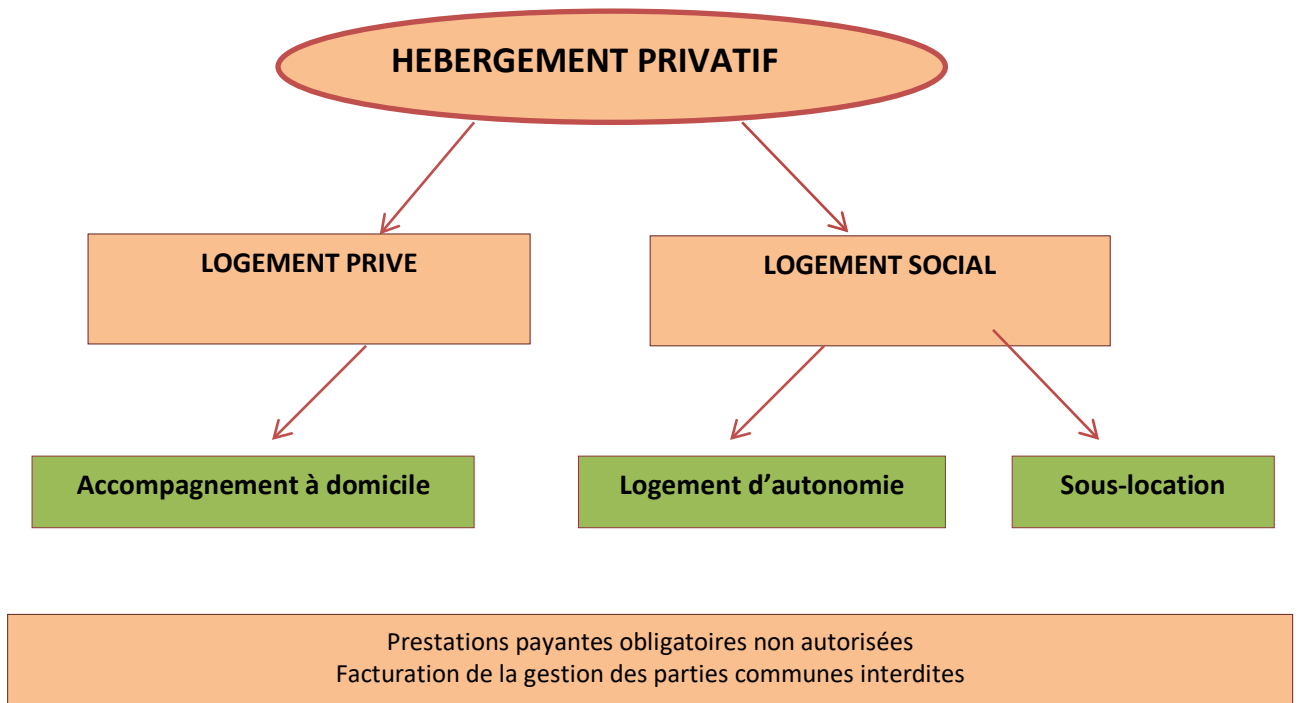 HEBERGEMENT PRIVATIF
LOGEMENT PRIVE
LOGEMENT SOCIAL
Accompagnement à domicile
Logement d’autonomie
Sous-location
Prestations payantes obligatoires non autorisées
Facturation de la gestion des parties communes interdites